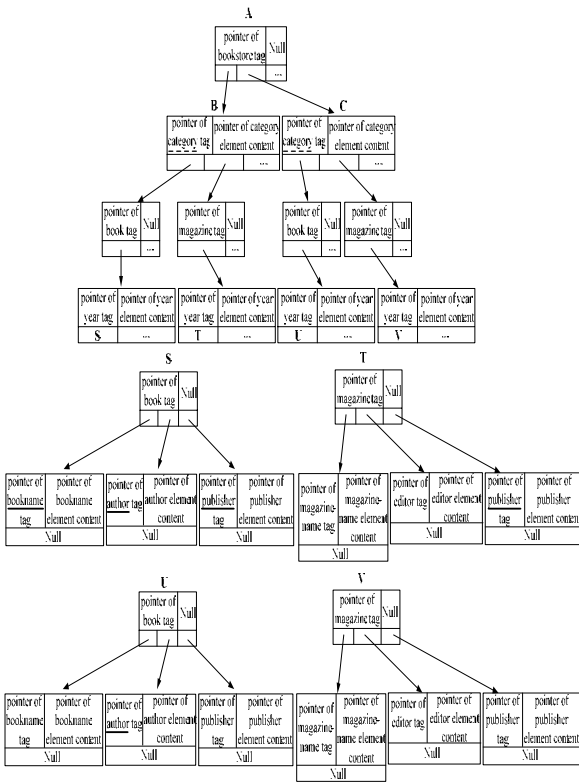 A
pointer of
bookstore tag
Null
...
B
C
pointer of
category tag
pointer of category
element content
...
pointer of
category tag
pointer of category
element content
...
pointer of
book tag
Null
...
pointer of
magazine tag
Null
...
pointer of
book tag
Null
...
pointer of
magazine tag
Null
...
pointer of
year tag
pointer of year
element content
S
...
pointer of
year tag
pointer of year
element content
T
...
pointer of
year tag
pointer of year
element content
U
...
pointer of
year tag
pointer of year
element content
V
...
S
pointer of
book tag
Null
pointer of
bookname
tag
pointer of
bookname
element content
Null
pointer of
author tag
pointer of
author element
content
Null
pointer of
publisher
tag
pointer of
publisher
element content
Null
T
pointer of
magazine tag
Null
pointer of
magazine-
name tag
pointer of
magazine-
name element
content
Null
pointer of
editor tag
pointer of
editor element
content
Null
pointer of
publisher
tag
pointer of
publisher
element content
Null
U
pointer of
book tag
Null
pointer of
bookname
tag
pointer of
bookname
element content
Null
pointer of
author tag
pointer of
author element
content
Null
pointer of
publisher
tag
pointer of
publisher
element content
Null
V
pointer of
magazine tag
Null
pointer of
magazine-
name tag
pointer of
magazine-
name element
content
Null
pointer of
editor tag
pointer of
editor element
content
Null
pointer of
publisher
tag
pointer of
publisher
element content
Null